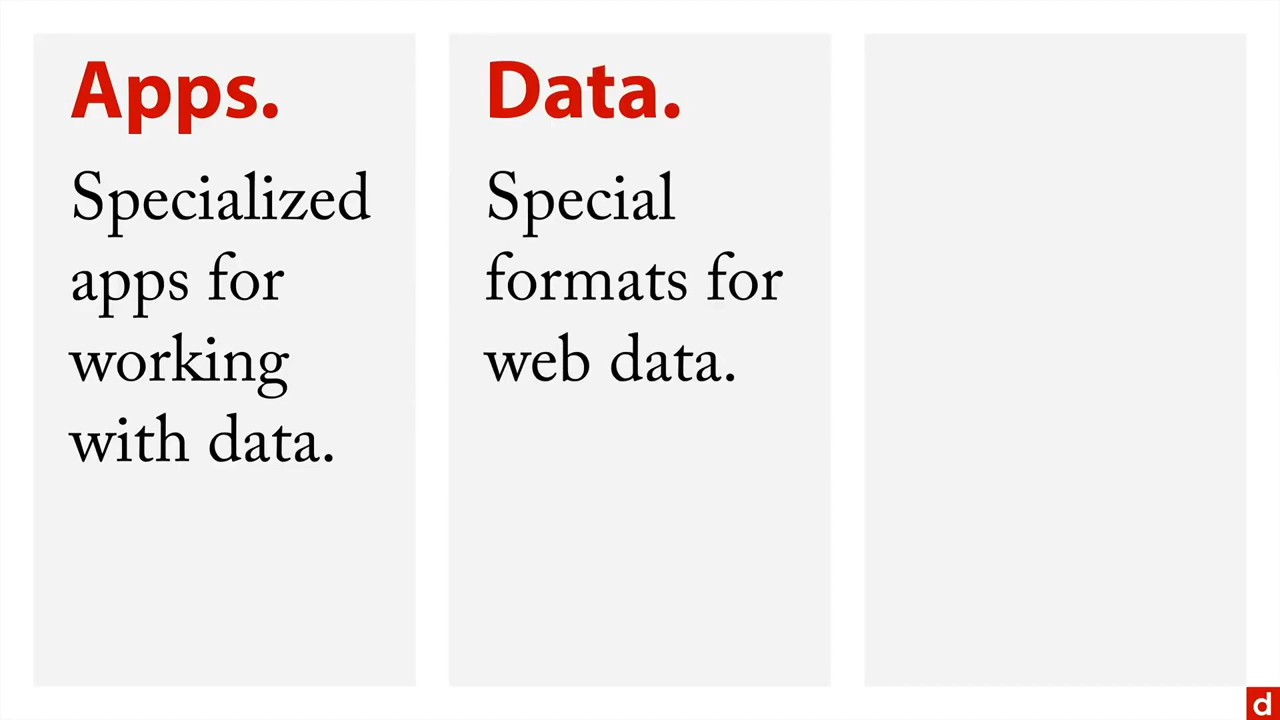 Apps.
Specialized
apps for
working
with data.
Data.
Special
formats for
web data.
d